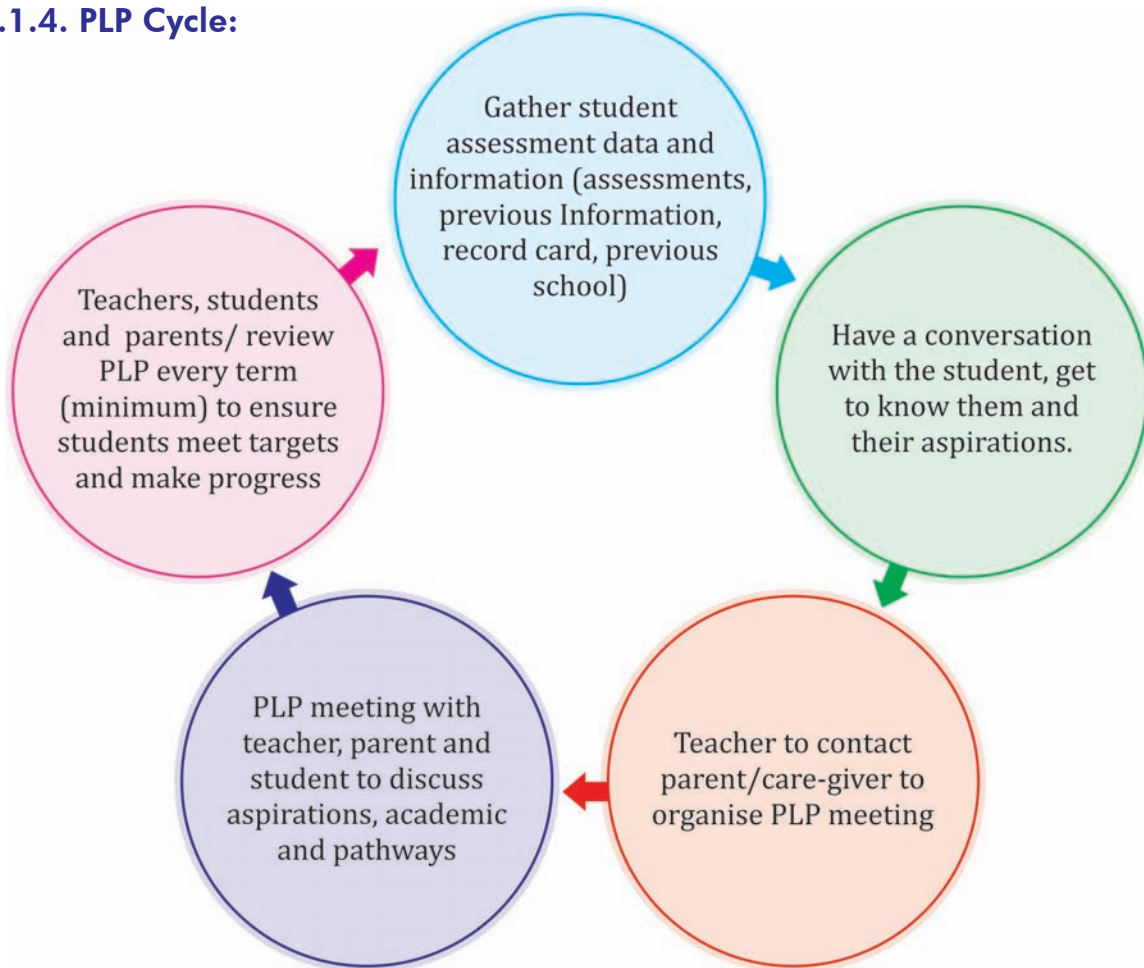 .1.4. PLP Cycle:
Gather student
assessment data and
information (assessments,
previous Information,
record card, previous
school)
Have a conversation
with the student, get
to know them and
their aspirations.
Teacher to contact
parent/care-giver to
organise PLP meeting
PLP meeting with
teacher, parent and
student to discuss
aspirations, academic
and pathways
Teachers, students
and parents/ review
PLP every term
(minimum) to ensure
students meet targets
and make progress